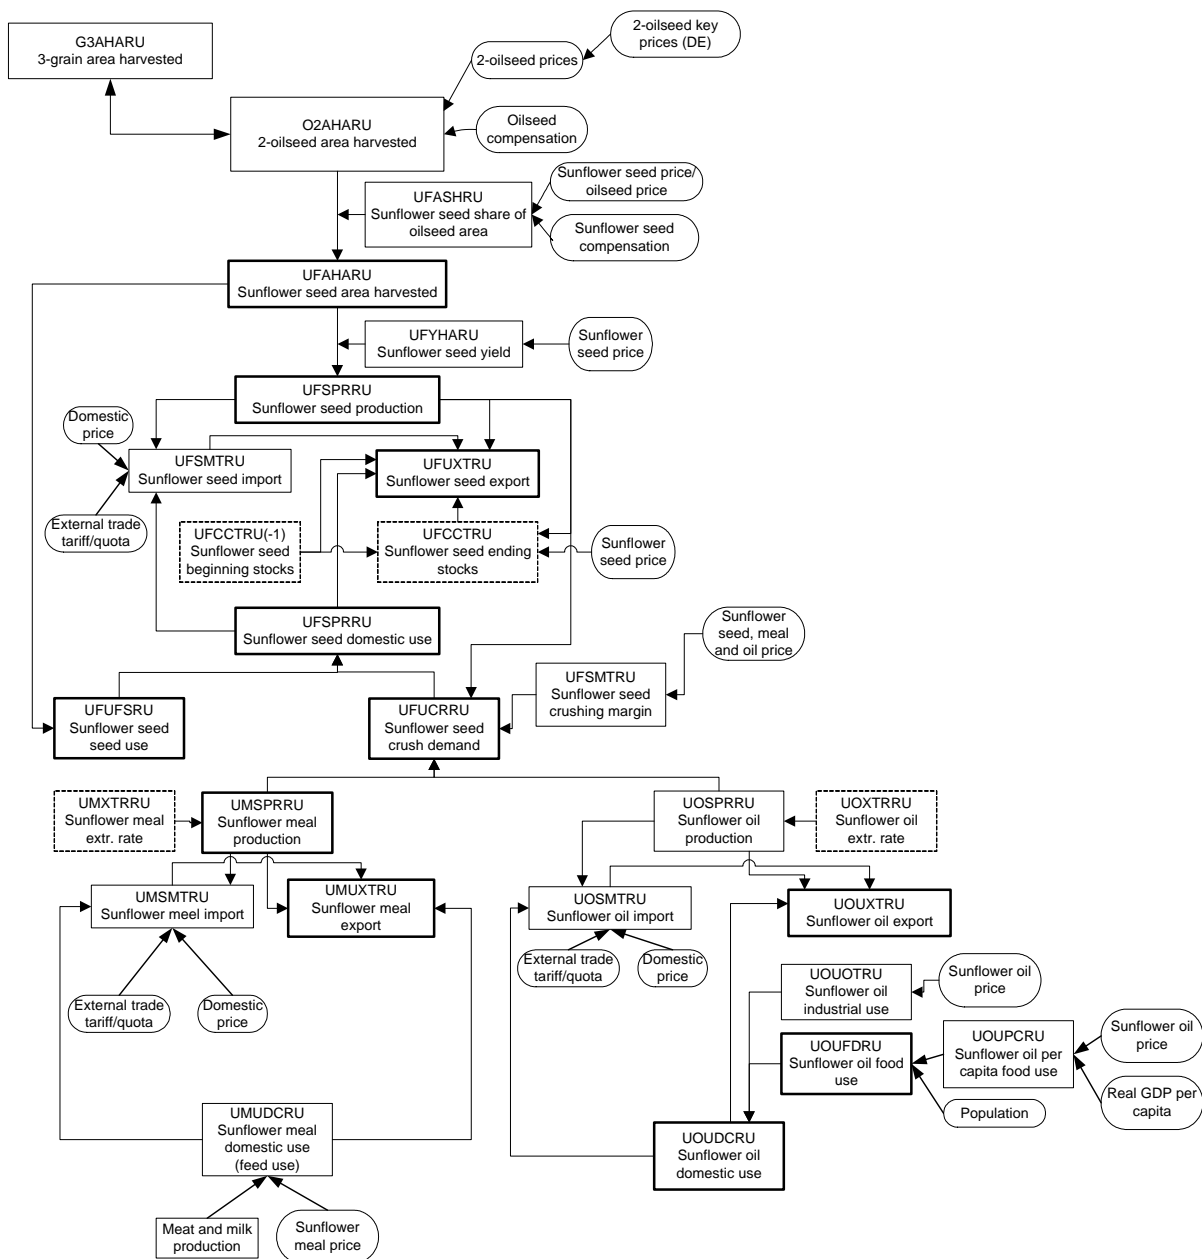 G3AHARU
3-grain area harvested
2-oilseed key
prices (DE)
2-oilseed prices
O2AHARU
2-oilseed area harvested
Oilseed
compensation
Sunflower seed price/
oilseed price
UFASHRU
Sunflower seed share of
oilseed area
Sunflower seed
compensation
UFAHARU
Sunflower seed area harvested
UFYHARU
Sunflower seed yield
Sunflower
seed price
UFSPRRU
Sunflower seed production
Domestic
price
UFSMTRU
Sunflower seed import
UFUXTRU
Sunflower seed export
External trade
tariff/quota
UFCCTRU(-1)
Sunflower seed
beginning stocks
UFCCTRU
Sunflower seed ending
stocks
Sunflower
seed price
UFSPRRU
Sunflower seed domestic use
Sunflower
seed, meal
and oil price
UFSMTRU
Sunflower seed
crushing margin
UFUFSRU
Sunflower seed
seed use
UFUCRRU
Sunflower seed
crush demand
UMXTRRU
Sunflower meal
extr. rate
UMSPRRU
Sunflower meal
production
UOSPRRU
Sunflower oil
production
UOXTRRU
Sunflower oil
extr. rate
UMSMTRU
Sunflower meel import
UMUXTRU
Sunflower meal
export
UOSMTRU
Sunflower oil import
UOUXTRU
Sunflower oil export
External trade
tariff/quota
Domestic
price
External trade
tariff/quota
Domestic
price
UOUOTRU
Sunflower oil
industrial use
Sunflower oil
price
UOUFDRU
Sunflower oil food
use
UOUPCRU
Sunflower oil per
capita food use
Sunflower oil
price
Real GDP per
capita
Population
UMUDCRU
Sunflower meal
domestic use
(feed use)
UOUDCRU
Sunflower oil
domestic use
Meat and milk
production
Sunflower
meal price